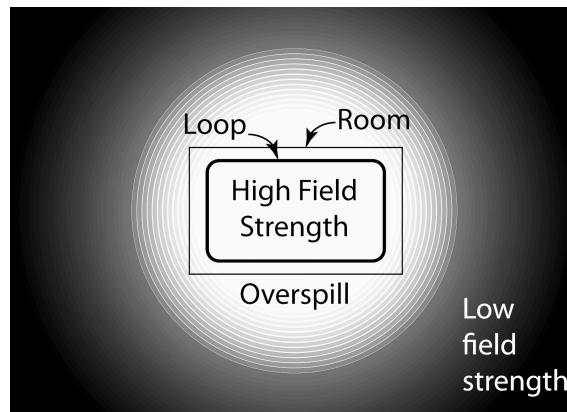 Loop
Room
High Field
Strength
Overspill
Low
field
strength